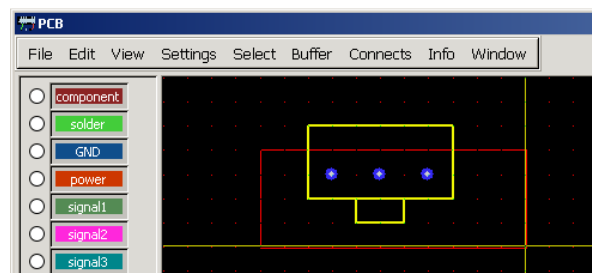 PCB
File Edit View Settings Select Buffer Connects Info Window
component
solder
GND
power
signal1
signal2
signal3